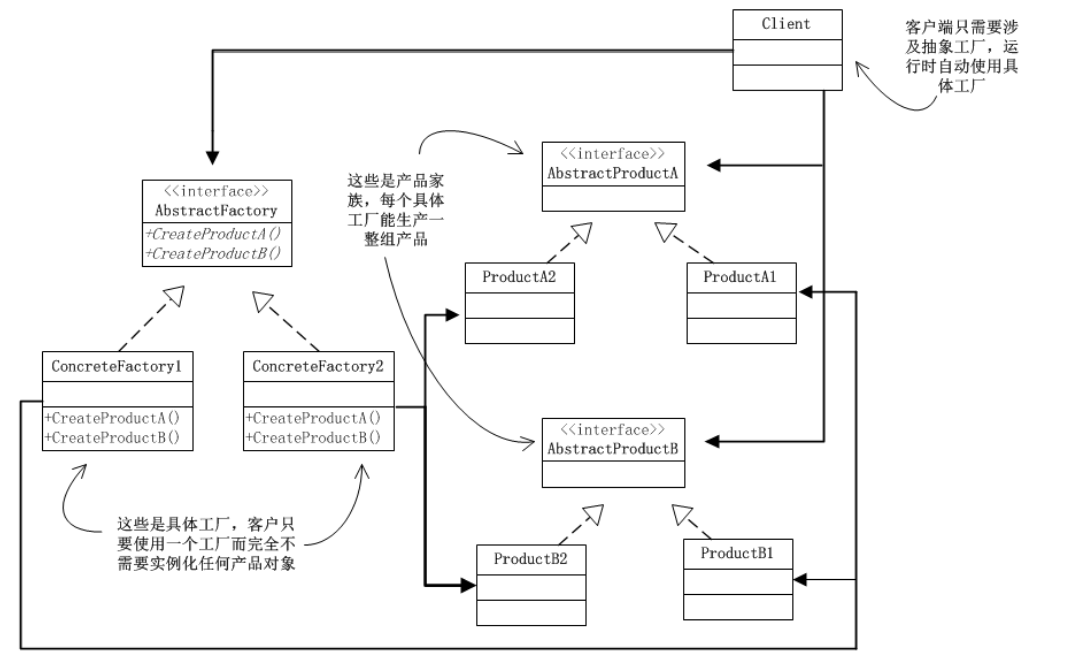 Client
客户端只需要涉
及抽象工厂，运
行时自动使用具
体工厂
<<interface>>
AbstractProductA
这些是产品家
族，每个具体
工厂能生产一
整组产品
<<interface>>
AbstractFactory
+CreateProductA()
+CreateProductB()
ProductA2
ProductA1
ConcreteFactory1
+CreateProductA()
+CreateProductB()
ConcreteFactory2
+CreateProductA()
+CreateProductB()
<<interface>>
AbstractProductB
这些是具体工厂，客户只
要使用一个工厂而完全不
需要实例化任何产品对象
ProductB2
ProductB1